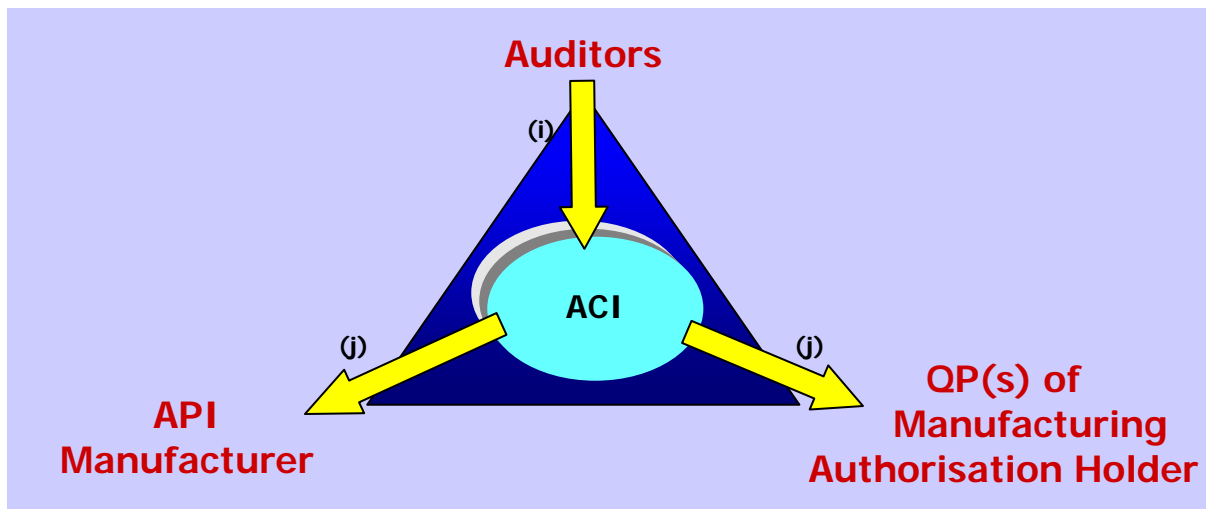 Auditors
(i)
ACI
(j)
(j)
API
Manufacturer
QP(s) of
Manufacturing
Authorisation Holder